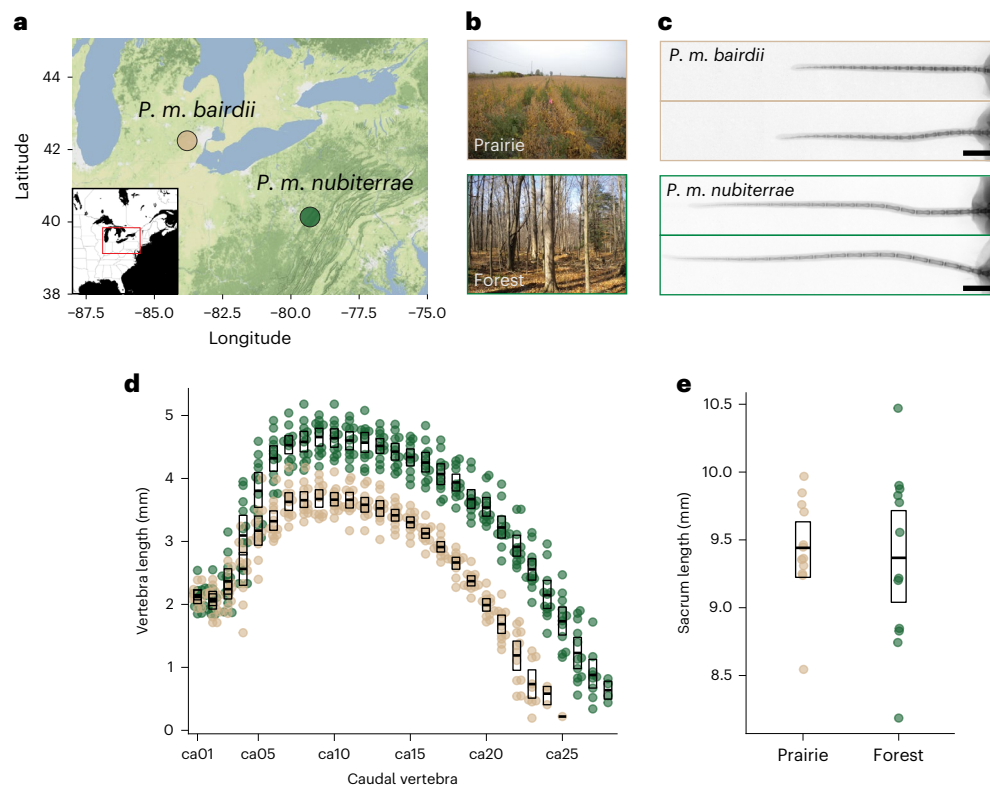 a
44
42
40
38
Latitude
P. m. bairdii
P. m. nubiterrae
−87.5 −85.0 −82.5 −80.0 −77.5 −75.0
Longitude
b
Prairie
Forest
c
P. m. bairdii
P. m. nubiterrae
d
5
4
3
2
1
0
Vertebra length (mm)
ca01 ca05 ca10 ca15 ca20 ca25
Caudal vertebra
e
10.5
10.0
9.5
9.0
8.5
Sacrum length (mm)
Prairie Forest